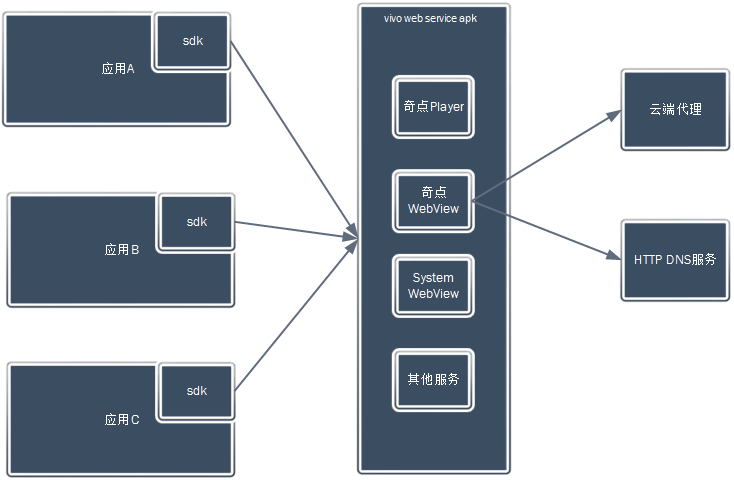 sdk
应用A
sdk
应用B
sdk
应用C
vivo web service apk
奇点Player
奇点
WebView
System
WebView
其他服务
云端代理
HTTP DNS服务